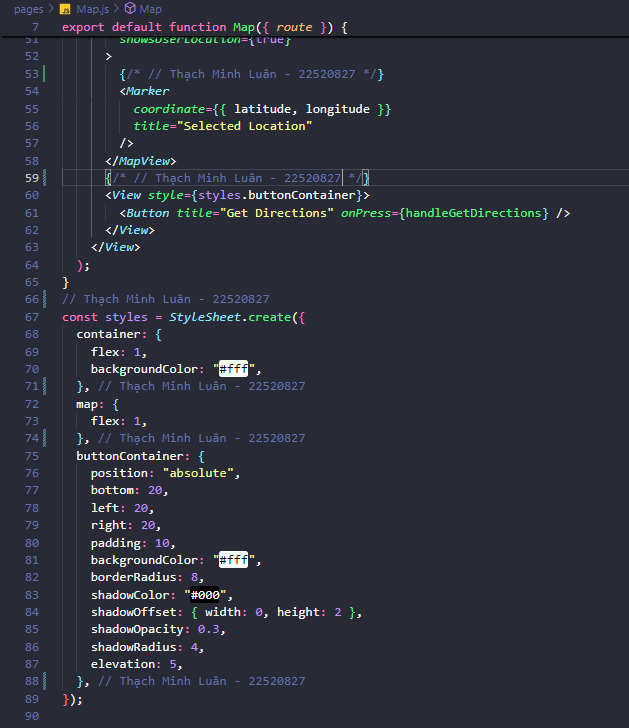 pages > JS Map.js > Map
7 export default function Map({ route }) {
51 showsUserLocation={true}
52 >
53 {/* // Thạch Minh Luân - 22520827 */}
54 <Marker
55 coordinate={{ latitude, longitude }}
56 title="Selected Location"
57 />
58 </MapView>
59 {/* // Thạch Minh Luân - 22520827 */}
60 <View style={styles.buttonContainer}>
61 <Button title="Get Directions" onPress={handleGetDirections} />
62 </View>
63 </View>
64 );
65 }
66 // Thạch Minh Luân - 22520827
67 const styles = StyleSheet.create({
68 container: {
69 flex: 1,
70 backgroundColor: "#fff",
71 }, // Thạch Minh Luân - 22520827
72 map: {
73 flex: 1,
74 }, // Thạch Minh Luân - 22520827
75 buttonContainer: {
76 position: "absolute",
77 bottom: 20,
78 left: 20,
79 right: 20,
80 padding: 10,
81 backgroundColor: "#fff",
82 borderRadius: 8,
83 shadowColor: "#000",
84 shadowOffset: { width: 0, height: 2 },
85 shadowOpacity: 0.3,
86 shadowRadius: 4,
87 elevation: 5,
88 }, // Thạch Minh Luân - 22520827
89 });
90